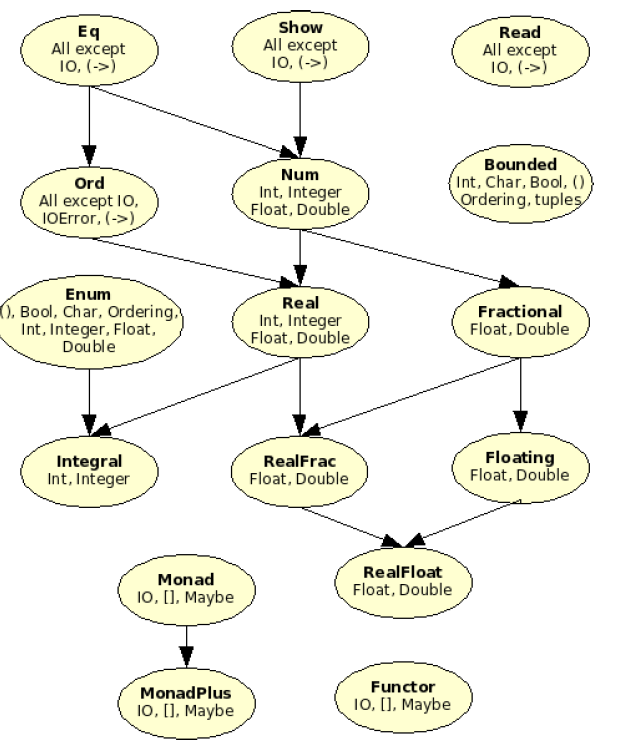 Eq
All except
IO, (->)
Show
All except
IO, (->)
Read
All except
IO, (->)
Ord
All except IO,
IOError, (->)
Num
Int, Integer
Float, Double
Bounded
Int, Char, Bool, ()
Ordering, tuples
Enum
(), Bool, Char, Ordering,
Int, Integer, Float,
Double
Real
Int, Integer
Float, Double
Fractional
Float, Double
Integral
Int, Integer
RealFrac
Float, Double
Floating
Float, Double
Monad
IO, [], Maybe
RealFloat
Float, Double
MonadPlus
IO, [], Maybe
Functor
IO, [], Maybe